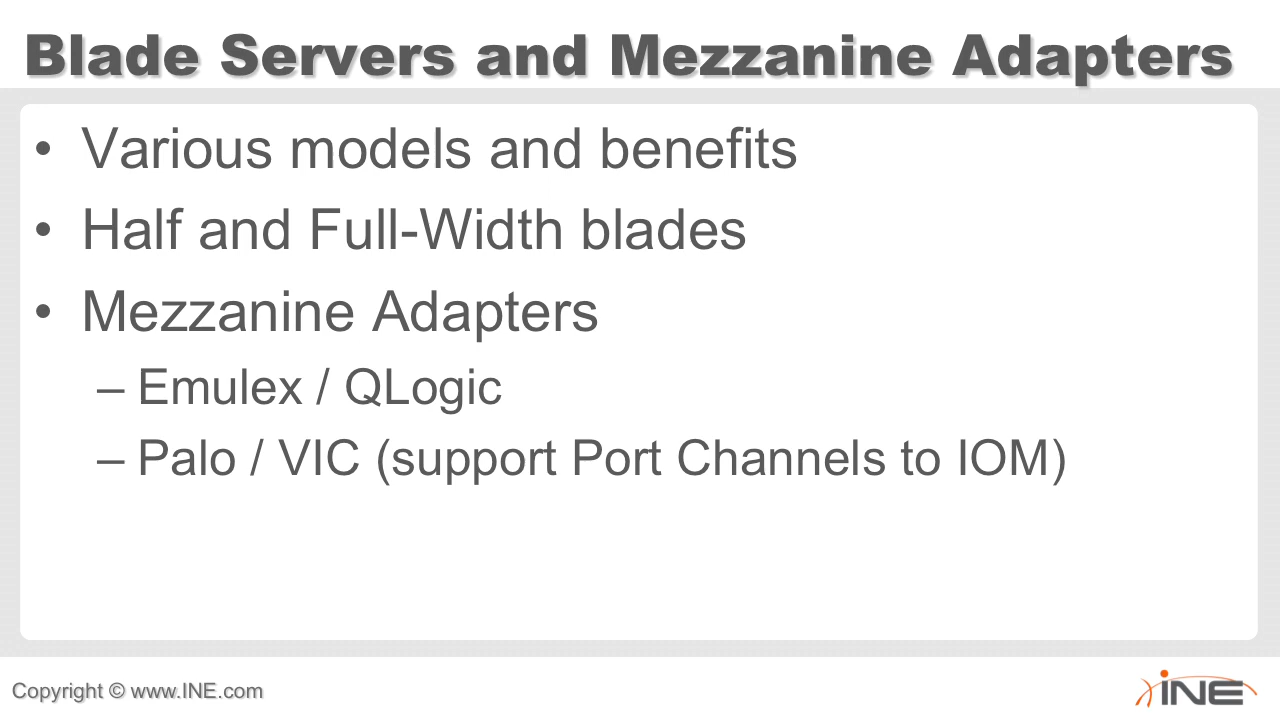 Blade Servers and Mezzanine Adapters
• Various models and benefits
• Half and Full-Width blades
• Mezzanine Adapters
– Emulex / QLogic
– Palo / VIC (support Port Channels to IOM)
Copyright © www.INE.com
INE